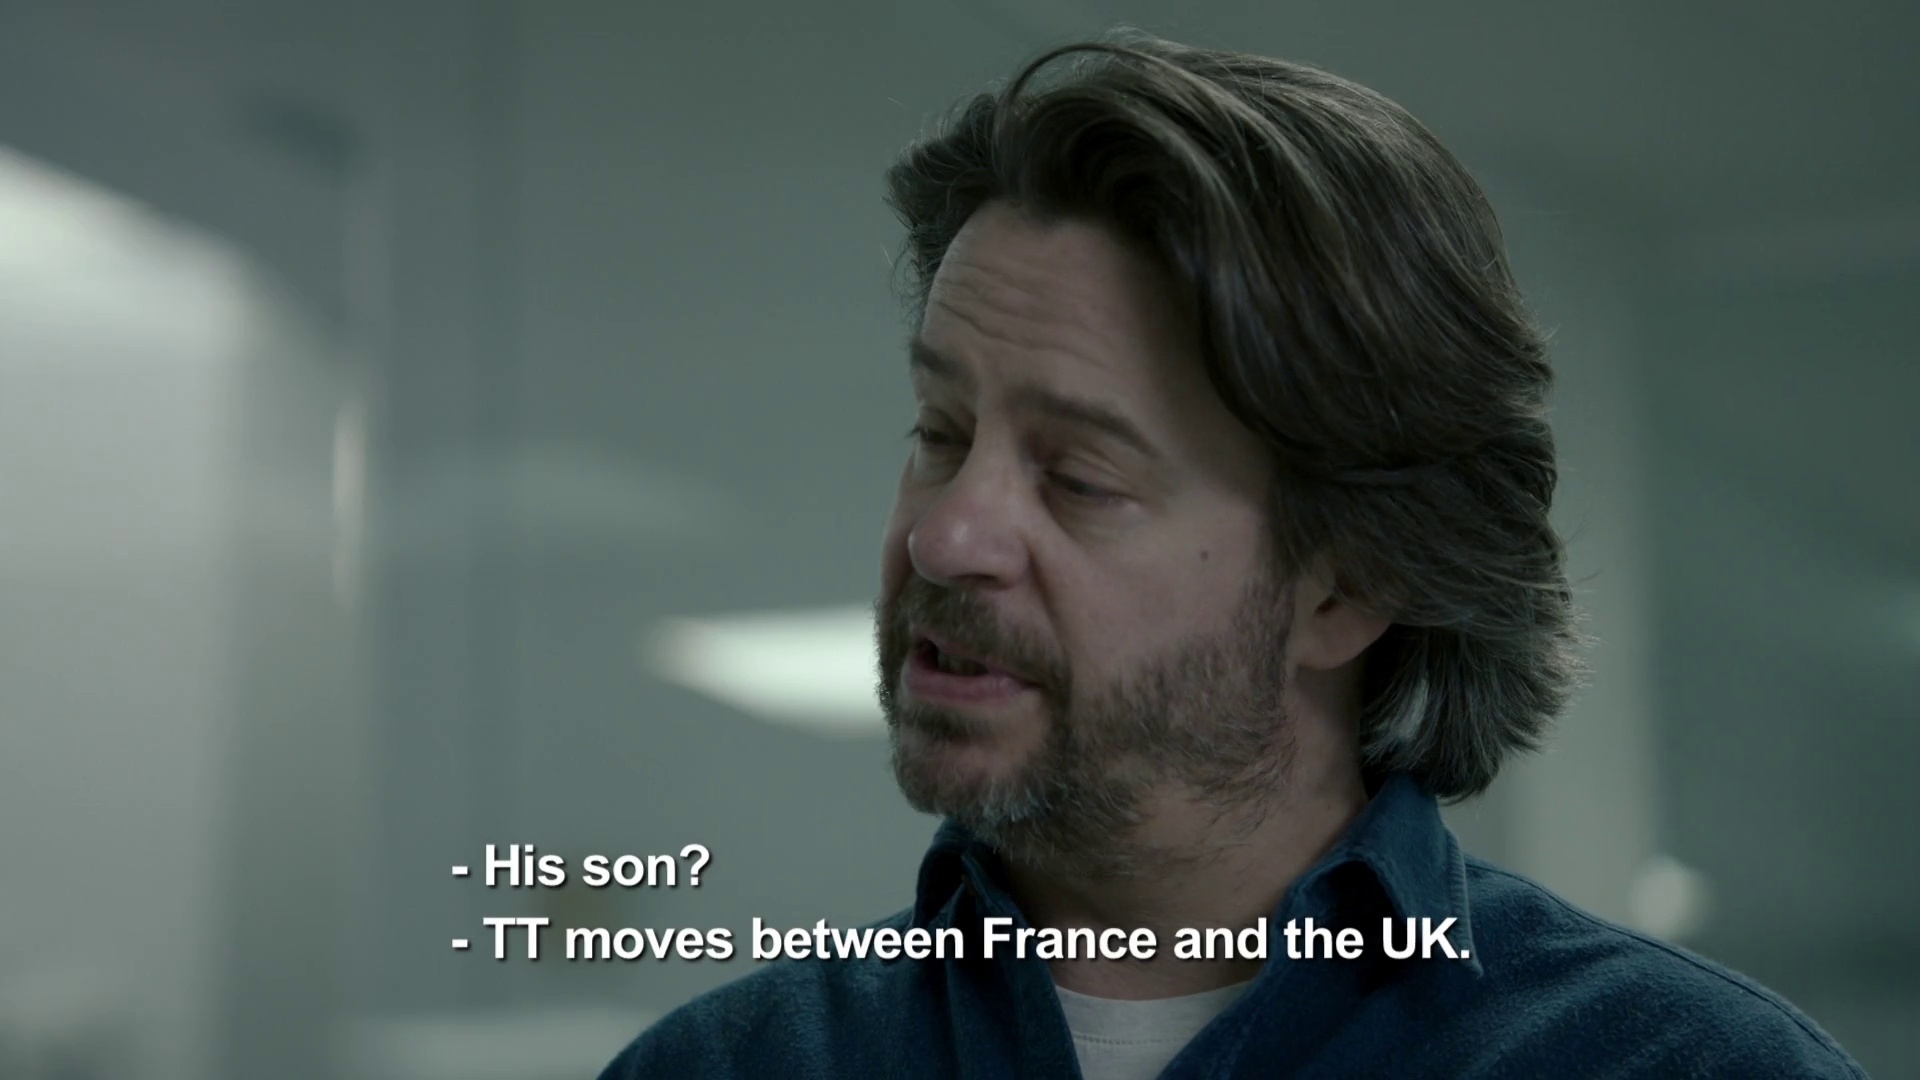 - His son?
- TT moves between France and the UK.